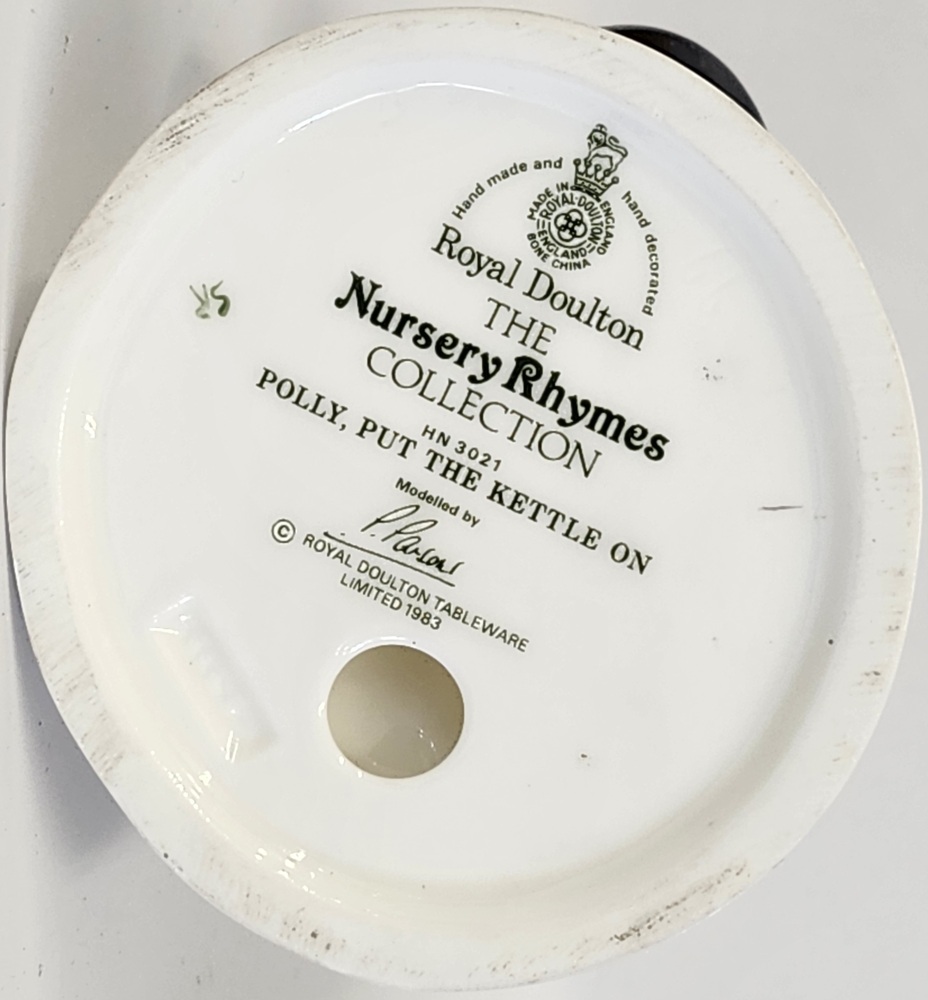 Hand made and hand decorated
MADE IN ENGLAND
ROYAL·DOULTON
ENGLAND
BONE CHINA
Royal Doulton
THE
Nursery Rhymes
COLLECTION
HN 3021
POLLY, PUT THE KETTLE ON
Modelled by
P. Parsons
© ROYAL DOULTON TABLEWARE
LIMITED 1983